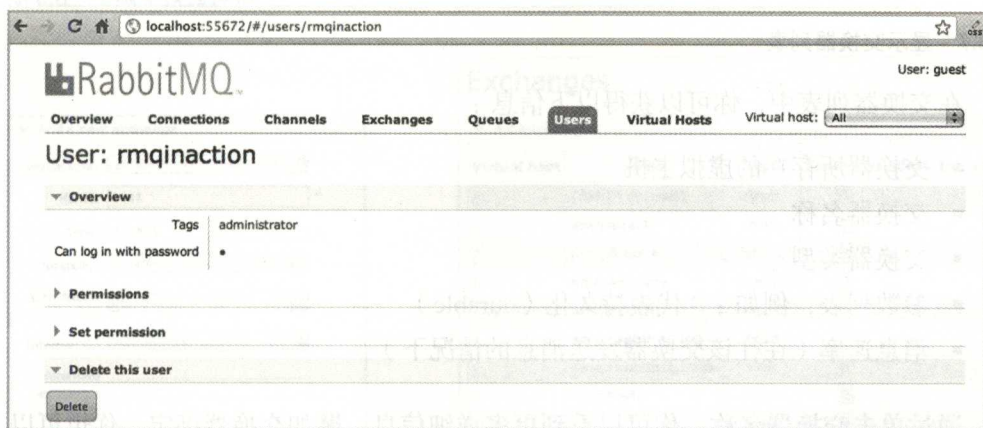 localhost:55672/#/users/rmqinaction
RabbitMQ
User: guest
Overview Connections Channels Exchanges Queues Users Virtual Hosts Virtual host: All
User: rmqinaction
Overview
Tags administrator
Can log in with password •
Permissions
Set permission
Delete this user
Delete